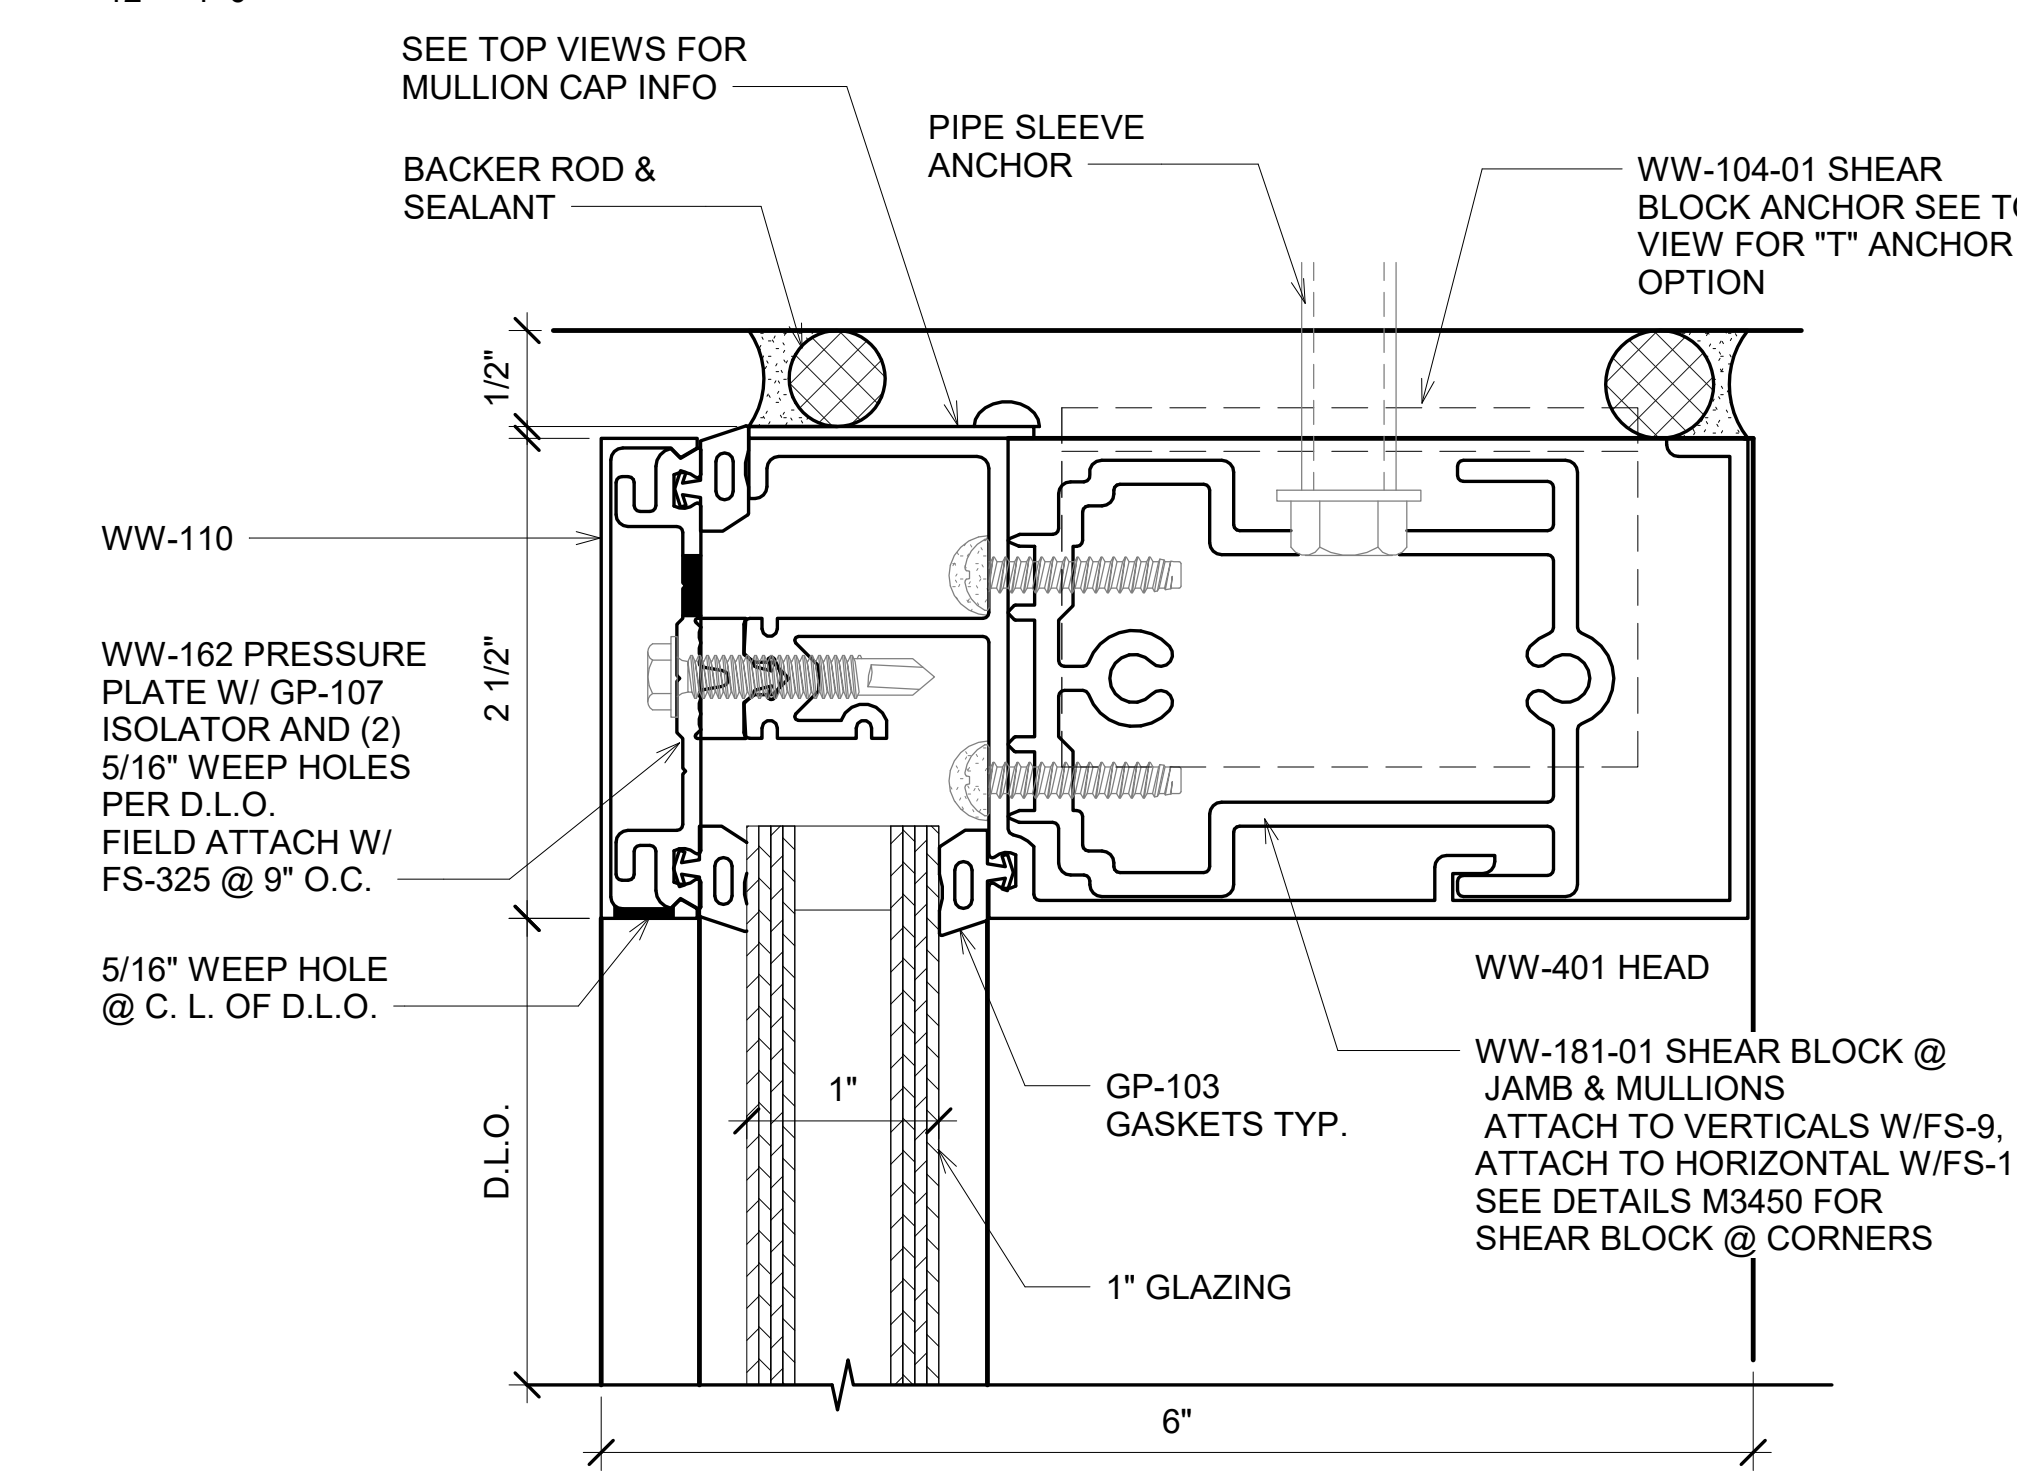 SEE TOP VIEWS FOR
MULLION CAP INFO
BACKER ROD &
SEALANT
PIPE SLEEVE
ANCHOR
WW-104-01 SHEAR
BLOCK ANCHOR SEE
VIEW FOR "T" ANCHOR
OPTION
1/2"
WW-110
2 1/2"
WW-162 PRESSURE
PLATE W/ GP-107
ISOLATOR AND (2)
5/16" WEEP HOLES
PER D.L.O.
FIELD ATTACH W/
FS-325 @ 9" O.C.
5/16" WEEP HOLE
@ C. L. OF D.L.O.
D.L.O.
1"
GP-103
GASKETS TYP.
1" GLAZING
WW-401 HEAD
WW-181-01 SHEAR BLOCK @
JAMB & MULLIONS
ATTACH TO VERTICALS W/FS-9,
ATTACH TO HORIZONTAL W/FS-1
SEE DETAILS M3450 FOR
SHEAR BLOCK @ CORNERS
6"